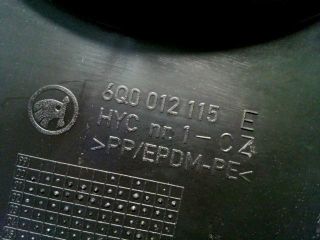 6Q0 012 115 E
HYC nr. 1 - C4
>PP/EPDM-PE<